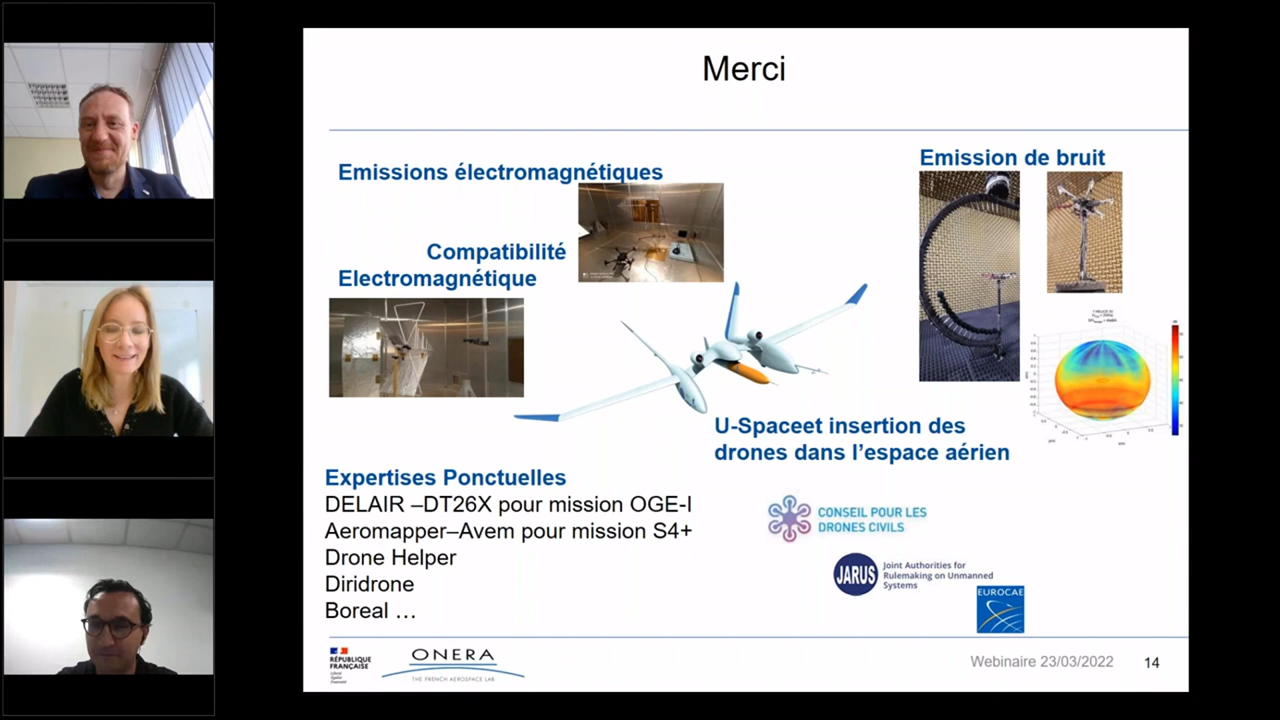 Merci
Emissions électromagnétiques
Emission de bruit
Compatibilité
Electromagnétique
U-Spaceet insertion des
drones dans l'espace aérien
Expertises Ponctuelles
DELAIR –DT26X pour mission OGE-I
Aeromapper–Avem pour mission S4+
Drone Helper
Diridrone
Boreal …
CONSEIL POUR LES
DRONES CIVILS
JARUS
Joint Authorities for
Rulemaking on Unmanned
Systems
EUROCAE
RÉPUBLIQUE
FRANÇAISE
Liberté
Égalité
Fraternité
ONERA
THE FRENCH AEROSPACE LAB
Webinaire 23/03/2022
14